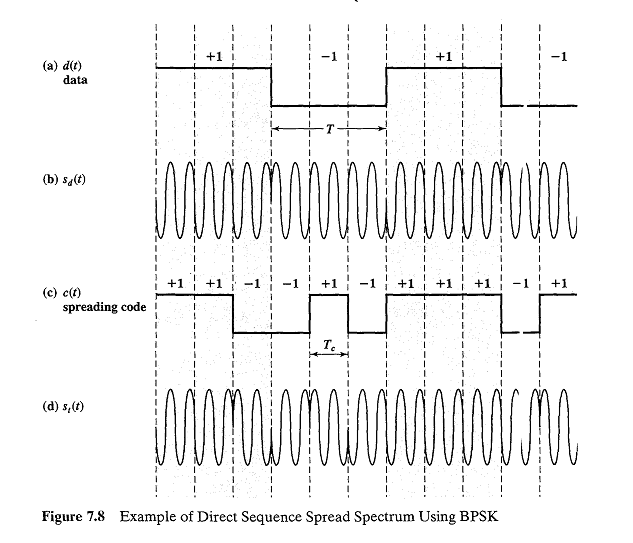 +1 -1 +1 -1
(a) d(t)
data
T
(b) s_d(t)
+1 +1 -1 -1 +1 -1 +1 +1 +1 -1 +1
(c) c(t)
spreading code
T_c
(d) s_t(t)
Figure 7.8 Example of Direct Sequence Spread Spectrum Using BPSK